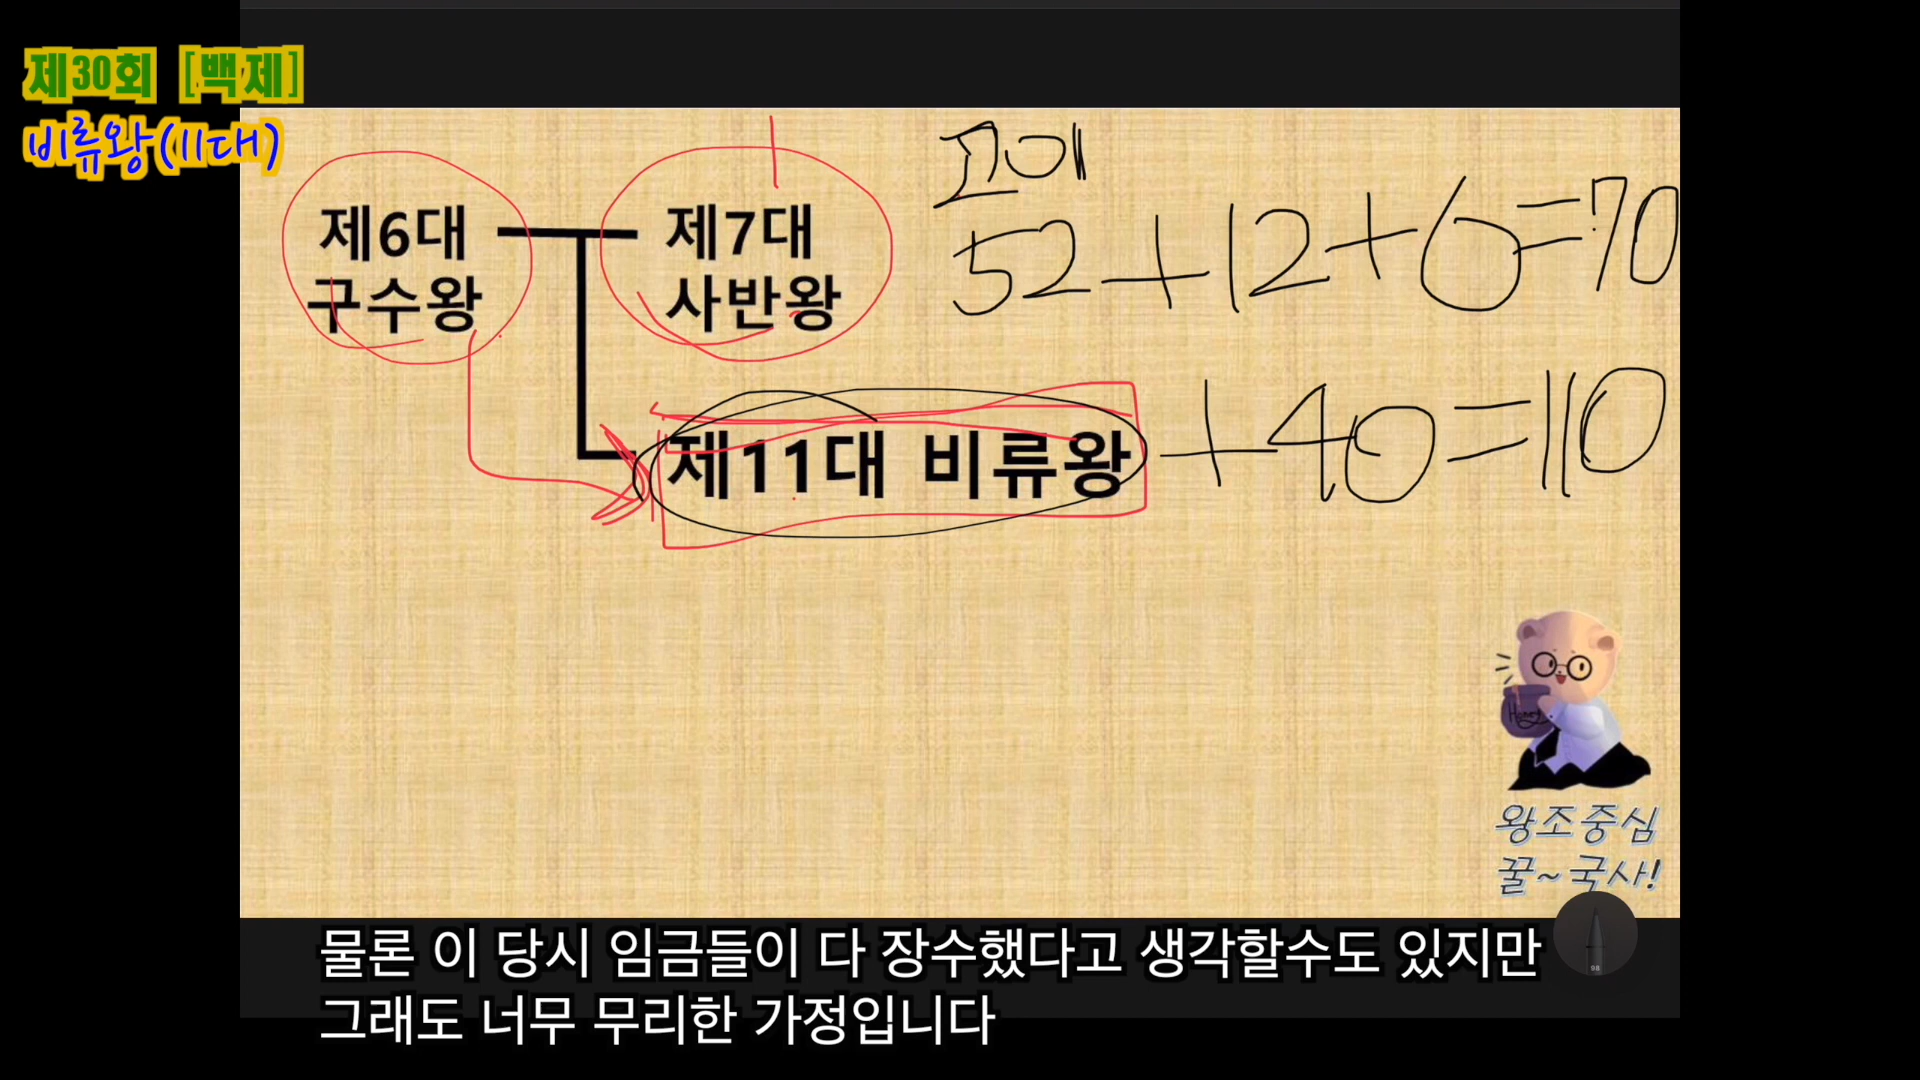 제30회 [백제]
비류왕(11대)
고이
제6대
구수왕
제7대
사반왕
52+12+6=70
제11대 비류왕
+40=110
Honey
왕조중심
꿀~국사!
98
물론 이 당시 임금들이 다 장수했다고 생각할수도 있지만
그래도 너무 무리한 가정입니다